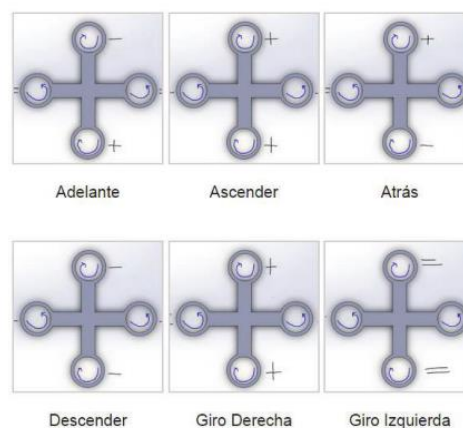 = − =
+
Adelante
+
− +
+
Ascender
= + =
−
Atrás
−
− −
−
Descender
+
= −
+
Giro Derecha
=
− +
=
Giro Izquierda